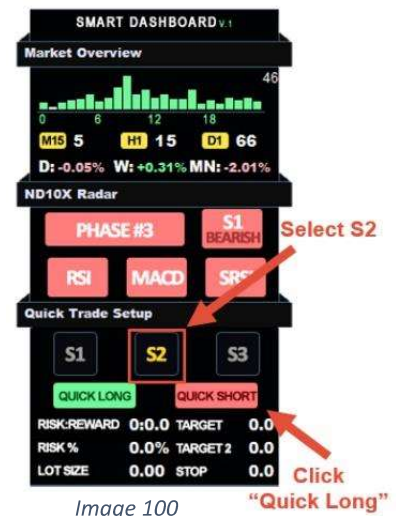 SMART DASHBOARD V.1
Market Overview
46
0 6 12 18
M15 5 H1 15 D1 66
D: -0.05% W: +0.31% MN: -2.01%
ND10X Radar
PHASE #3 S1 BEARISH
Select S2
RSI MACD SRSI
Quick Trade Setup
S1 S2 S3
QUICK LONG QUICK SHORT
RISK:REWARD 0:0.0 TARGET 0.0
RISK % 0.0% TARGET 2 0.0
LOT SIZE 0.00 STOP 0.0
Click
"Quick Long"
Image 100